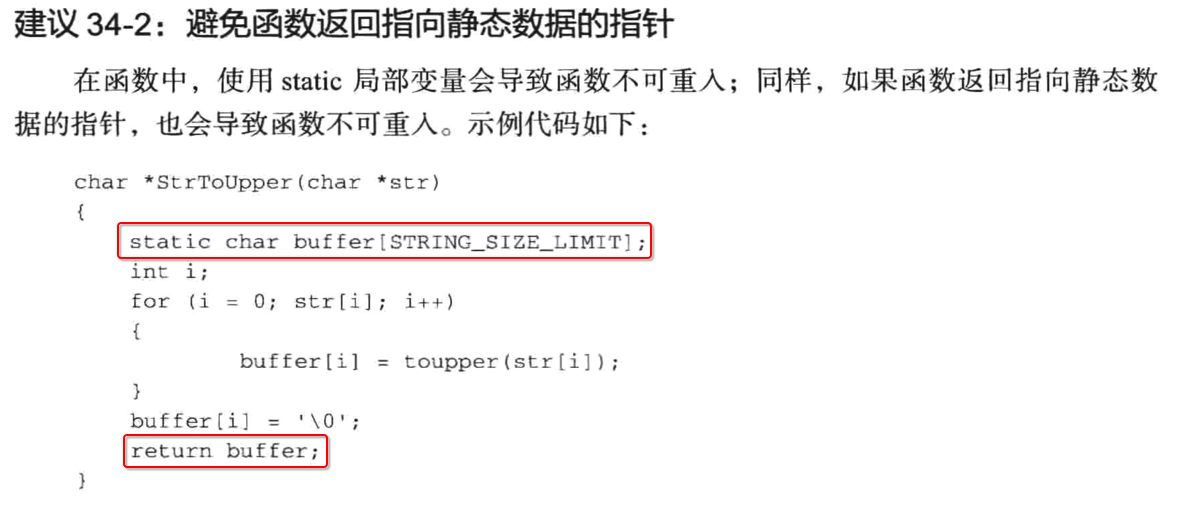 建议 34-2：避免函数返回指向静态数据的指针
在函数中，使用 static 局部变量会导致函数不可重入；同样，如果函数返回指向静态数
据的指针，也会导致函数不可重入。示例代码如下：
char *StrToUpper(char *str)
{
static char buffer[STRING_SIZE_LIMIT];
int i;
for (i = 0; str[i]; i++)
{
buffer[i] = toupper(str[i]);
}
buffer[i] = '\0';
return buffer;
}